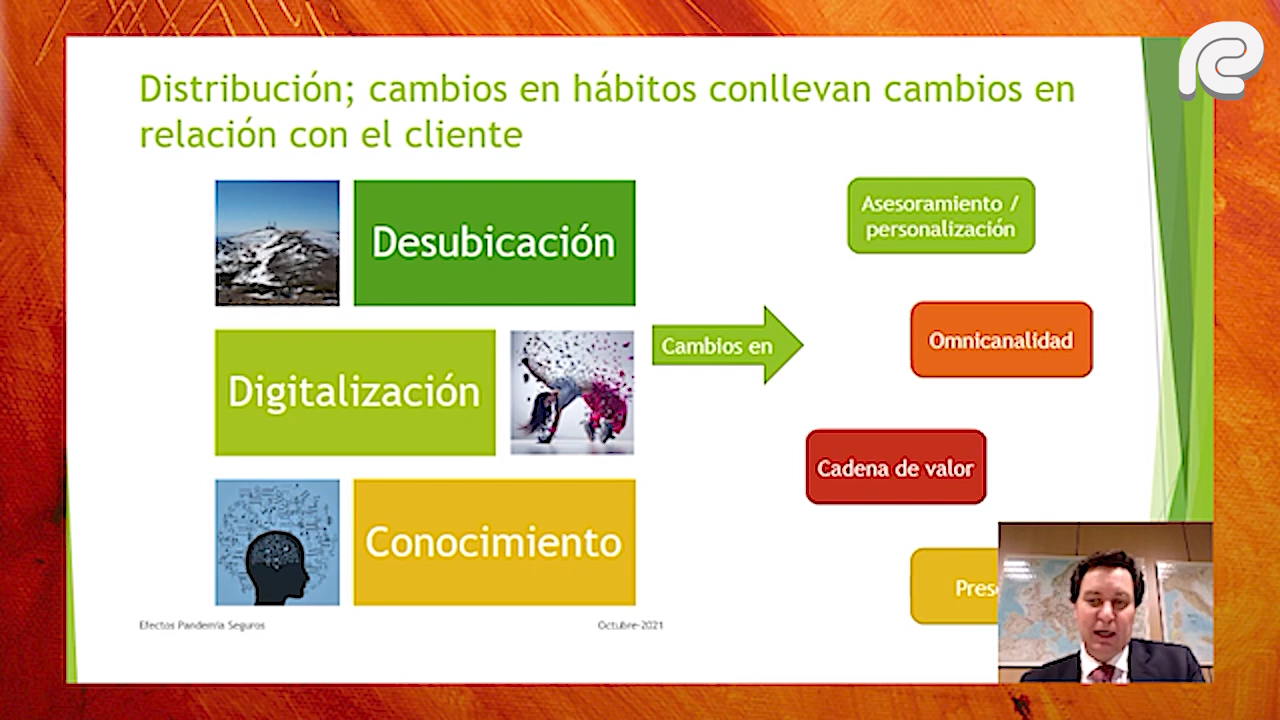 Distribución; cambios en hábitos conllevan cambios en
relación con el cliente
Desubicación
Digitalización
Conocimiento
Cambios en
Asesoramiento /
personalización
Omnicanalidad
Cadena de valor
Efectos Pandemia Seguros
Octubre-2021